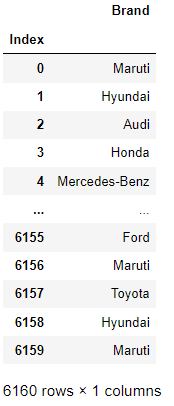 Brand
Index
0 Maruti
1 Hyundai
2 Audi
3 Honda
4 Mercedes-Benz
... ...
6155 Ford
6156 Maruti
6157 Toyota
6158 Hyundai
6159 Maruti
6160 rows × 1 columns